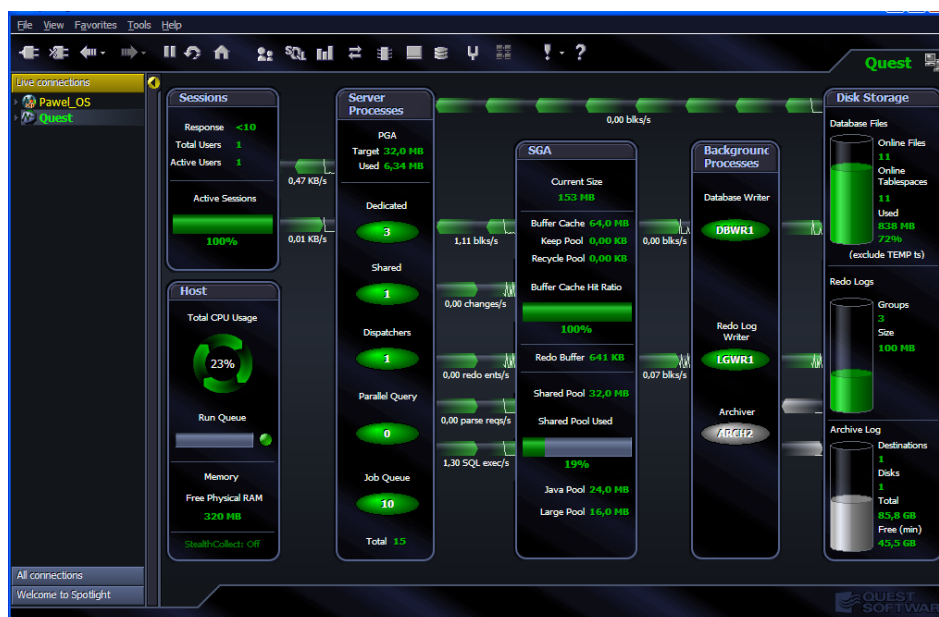 File View Favorites Tools Help
Quest
Live connections
Pawel_OS
Quest
All connections
Welcome to Spotlight
Sessions
Response <10
Total Users 1
Active Users 1
Active Sessions
100%
Host
Total CPU Usage
23%
Run Queue
Memory
Free Physical RAM
320 MB
StealthCollect: Off
0,47 KB/s
0,01 KB/s
Server
Processes
PGA
Target 32,0 MB
Used 6,34 MB
Dedicated
3
Shared
1
Dispatchers
1
Parallel Query
0
Job Queue
10
Total 15
0,00 blks/s
1,11 blks/s
0,00 changes/s
0,00 redo ents/s
0,00 parse reqs/s
1,30 SQL exec/s
SGA
Current Size
153 MB
Buffer Cache 64,0 MB
Keep Pool 0,00 KB
Recycle Pool 0,00 KB
Buffer Cache Hit Ratio
100%
Redo Buffer 641 KB
Shared Pool 32,0 MB
Shared Pool Used
19%
Java Pool 24,0 MB
Large Pool 16,0 MB
0,00 blks/s
0,07 blks/s
Background
Processes
Database Writer
DBWR1
Redo Log
Writer
LGWR1
Archiver
ARCH2
Disk Storage
Database Files
Online Files
11
Online
Tablespaces
11
Used
838 MB
72%
(exclude TEMP ts)
Redo Logs
Groups
3
Size
100 MB
Archive Log
Destinations
1
Disks
1
Total
85,8 GB
Free (min)
45,5 GB
QUEST
SOFTWAR